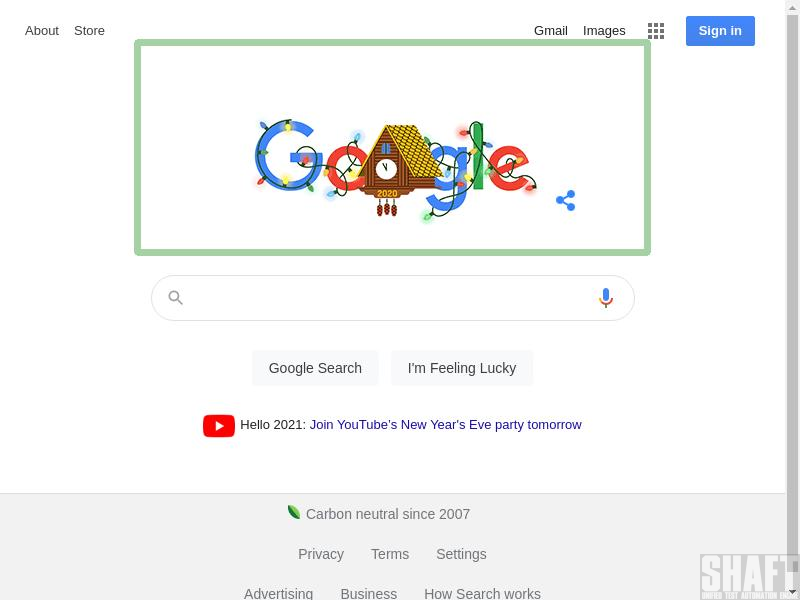 About Store Gmail Images Sign in
Google
2020
Google Search I'm Feeling Lucky
Hello 2021: Join YouTube's New Year's Eve party tomorrow
Carbon neutral since 2007
Privacy Terms Settings
Advertising Business How Search works
SHAFT